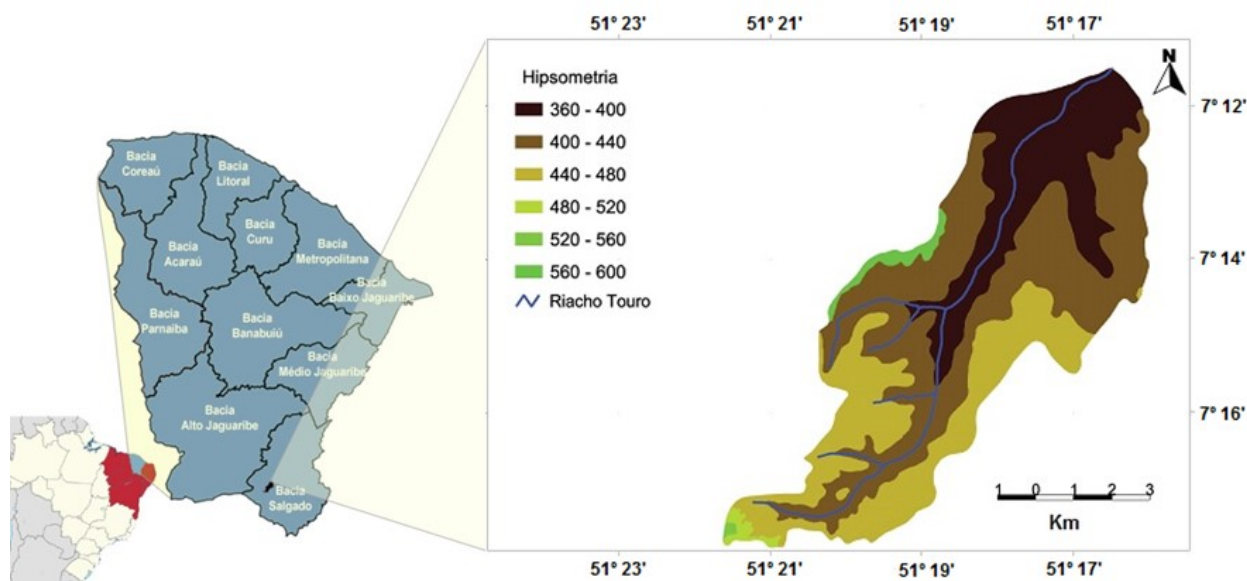 Bacia
Coreaú
Bacia
Litoral
Bacia
Acaraú
Bacia
Curu
Bacia
Metropolitana
Bacia
Baixo Jaguaribe
Bacia
Parnaiba
Bacia
Banabuiú
Bacia
Médio Jaguaribe
Bacia
Alto Jaguaribe
Bacia
Salgado
51° 23'
51° 21'
51° 19'
51° 17'
Hipsometria
360 - 400
400 - 440
440 - 480
480 - 520
520 - 560
560 - 600
Riacho Touro
N
7° 12'
7° 14'
7° 16'
1 0 1 2 3
Km
51° 23'
51° 21'
51° 19'
51° 17'